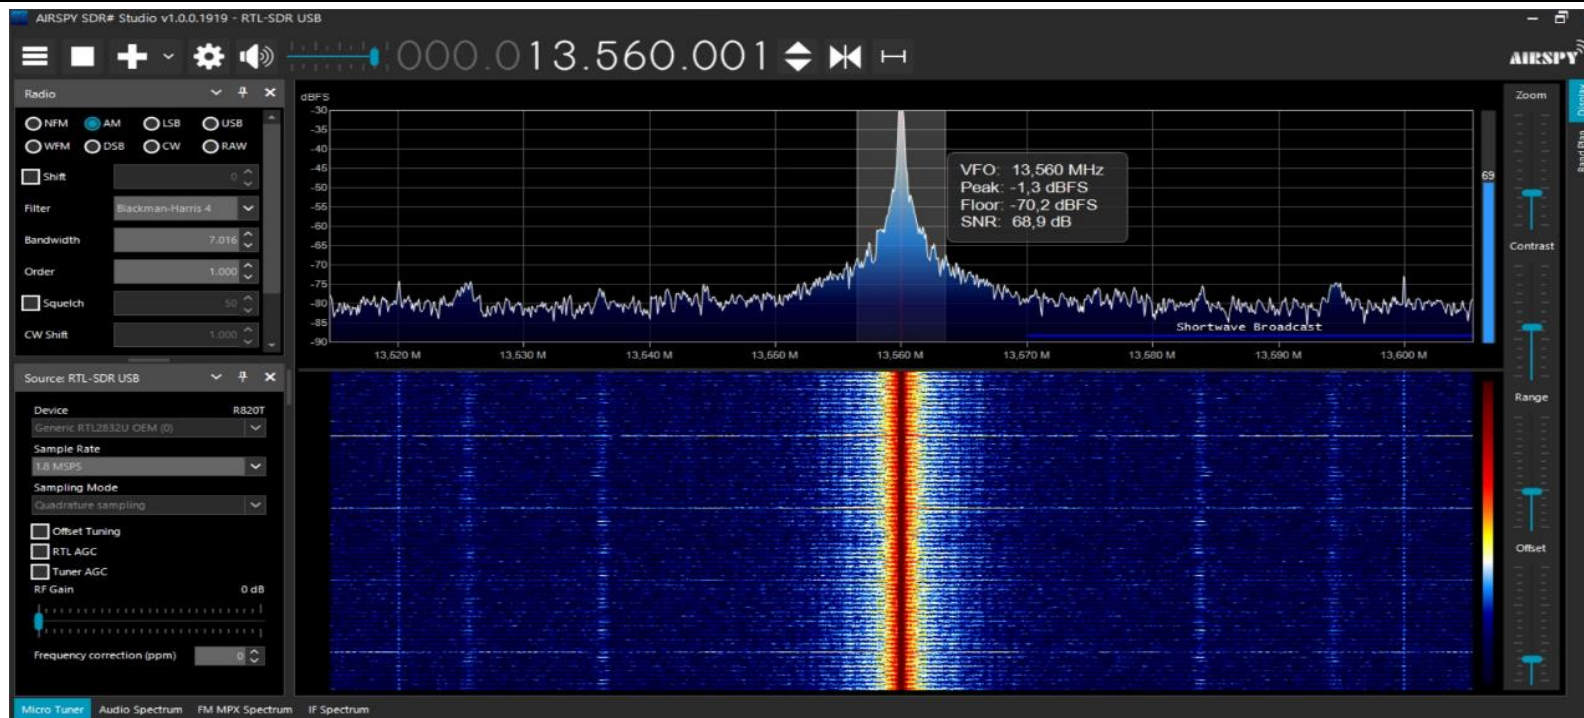 AIRSPY SDR# Studio v1.0.0.1919 - RTL-SDR USB
000.013.560.001
AIRSPY
Radio
NFM AM LSB USB
WFM DSB CW RAW
Shift 0
Filter Blackman-Harris 4
Bandwidth 7.016
Order 1.000
Squelch 50
CW Shift 1.000
Source: RTL-SDR USB
Device R820T
Generic RTL2832U OEM (0)
Sample Rate
1.8 MSPS
Sampling Mode
Quadrature sampling
Offset Tuning
RTL AGC
Tuner AGC
RF Gain 0 dB
Frequency correction (ppm) 0
dBFS
-30
-35
-40
-45
-50
-55
-60
-65
-70
-75
-80
-85
-90
VFO: 13,560 MHz
Peak: -1,3 dBFS
Floor: -70,2 dBFS
SNR: 68,9 dB
Shortwave Broadcast
13,520 M 13,530 M 13,540 M 13,550 M 13,560 M 13,570 M 13,580 M 13,590 M 13,600 M
69
Zoom
Contrast
Range
Offset
Display
Band Plan
Micro Tuner Audio Spectrum FM MPX Spectrum IF Spectrum